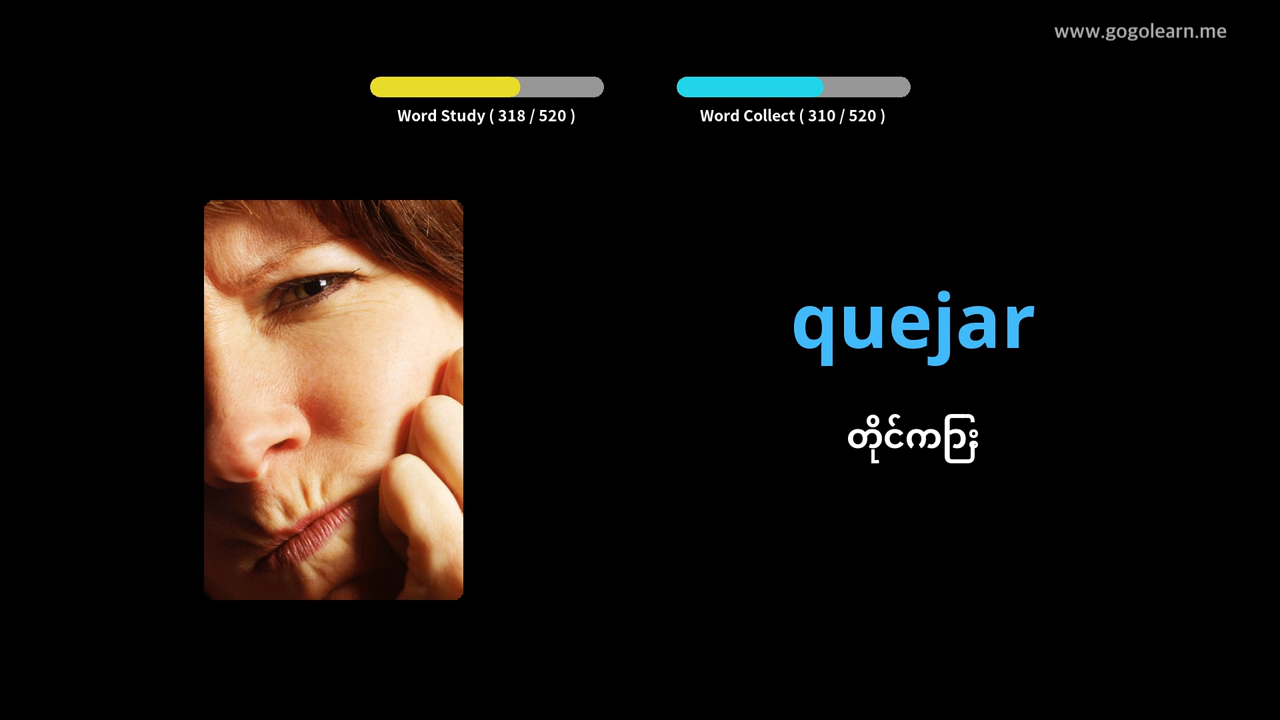 www.gogolearn.me
Word Study ( 318 / 520 )
Word Collect ( 310 / 520 )
quejar
တိုင်ကြား